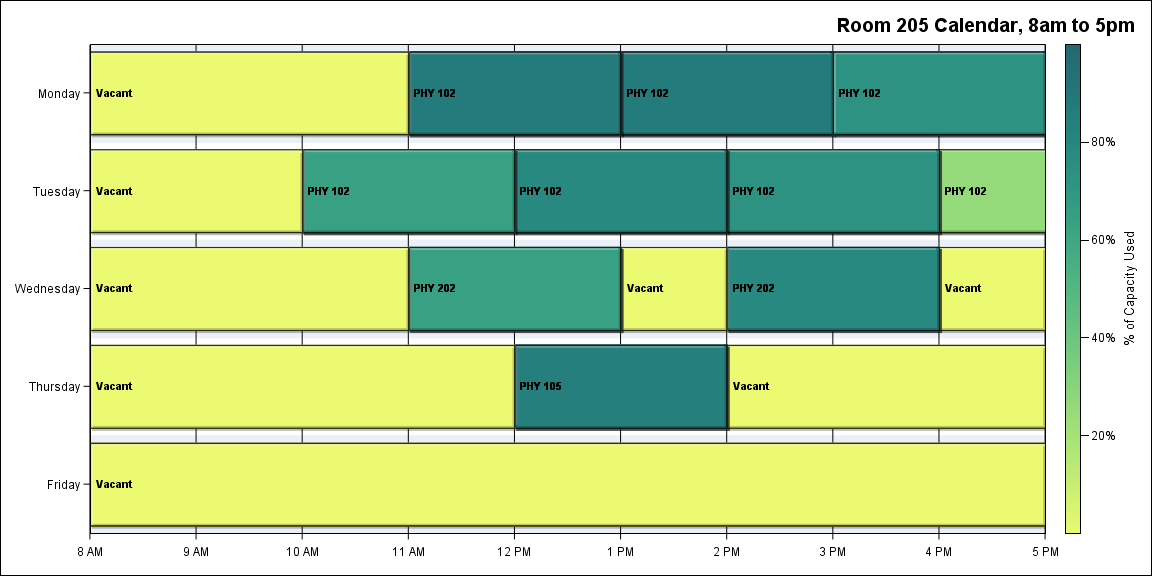 Room 205 Calendar, 8am to 5pm
Monday
Vacant
PHY 102
PHY 102
PHY 102
Tuesday
Vacant
PHY 102
PHY 102
PHY 102
PHY 102
Wednesday
Vacant
PHY 202
Vacant
PHY 202
Vacant
Thursday
Vacant
PHY 105
Vacant
Friday
Vacant
8 AM
9 AM
10 AM
11 AM
12 PM
1 PM
2 PM
3 PM
4 PM
5 PM
80%
60%
40%
20%
% of Capacity Used